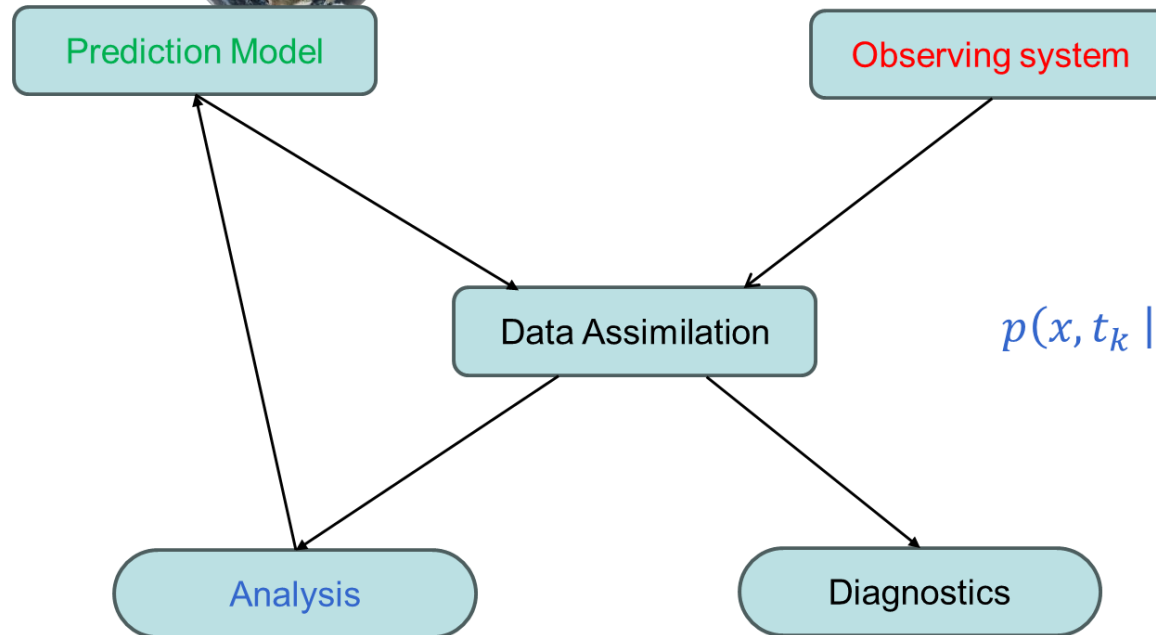 Prediction Model
Observing system
Data Assimilation
p(x, t_k |
Analysis
Diagnostics